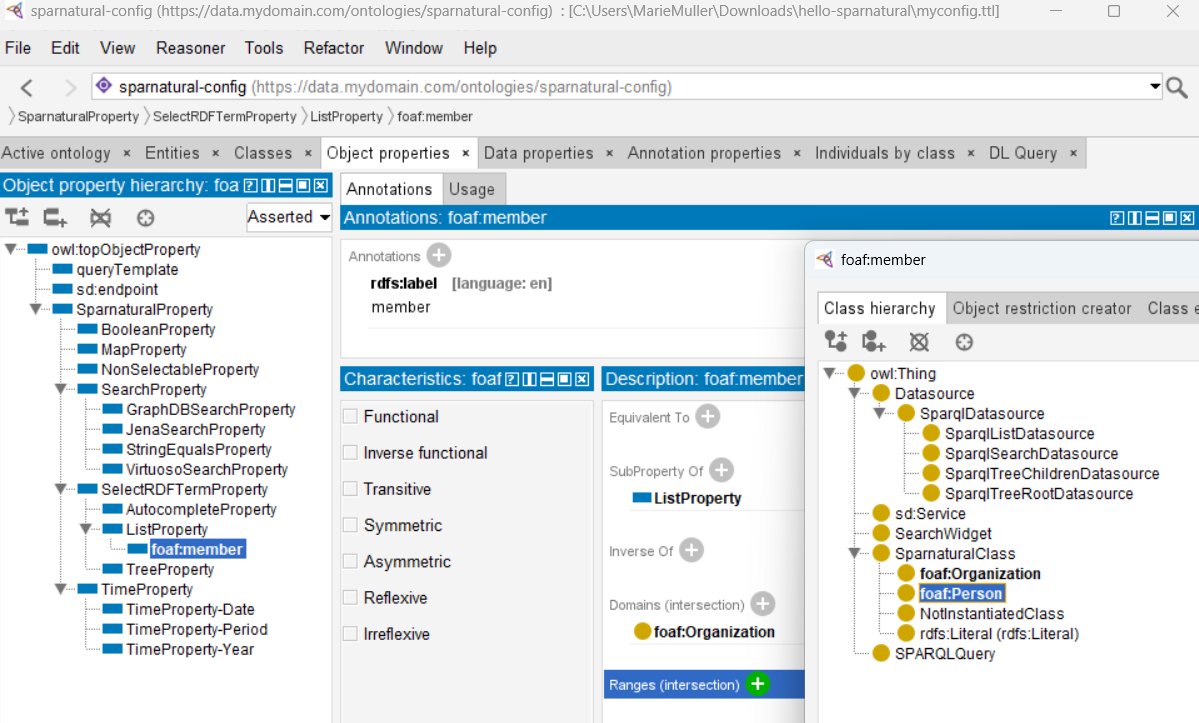 sparnatural-config (https://data.mydomain.com/ontologies/sparnatural-config) : [C:\Users\MarieMuller\Downloads\hello-sparnatural\myconfig.ttl]
File Edit View Reasoner Tools Refactor Window Help
sparnatural-config (https://data.mydomain.com/ontologies/sparnatural-config)
SparnaturalProperty SelectRDFTermProperty ListProperty foaf:member
Active ontology × Entities × Classes × Object properties × Data properties × Annotation properties × Individuals by class × DL Query ×
Object property hierarchy: foa
Asserted
owl:topObjectProperty
queryTemplate
sd:endpoint
SparnaturalProperty
BooleanProperty
MapProperty
NonSelectableProperty
SearchProperty
GraphDBSearchProperty
JenaSearchProperty
StringEqualsProperty
VirtuosoSearchProperty
SelectRDFTermProperty
AutocompleteProperty
ListProperty
foaf:member
TreeProperty
TimeProperty
TimeProperty-Date
TimeProperty-Period
TimeProperty-Year
Annotations Usage
Annotations: foaf:member
Annotations
rdfs:label [language: en]
member
Characteristics: foaf
Functional
Inverse functional
Transitive
Symmetric
Asymmetric
Reflexive
Irreflexive
Description: foaf:member
Equivalent To
SubProperty Of
ListProperty
Inverse Of
Domains (intersection)
foaf:Organization
Ranges (intersection)
foaf:member
Class hierarchy Object restriction creator Class e
owl:Thing
Datasource
SparqlDatasource
SparqlListDatasource
SparqlSearchDatasource
SparqlTreeChildrenDatasource
SparqlTreeRootDatasource
sd:Service
SearchWidget
SparnaturalClass
foaf:Organization
foaf:Person
NotInstantiatedClass
rdfs:Literal (rdfs:Literal)
SPARQLQuery